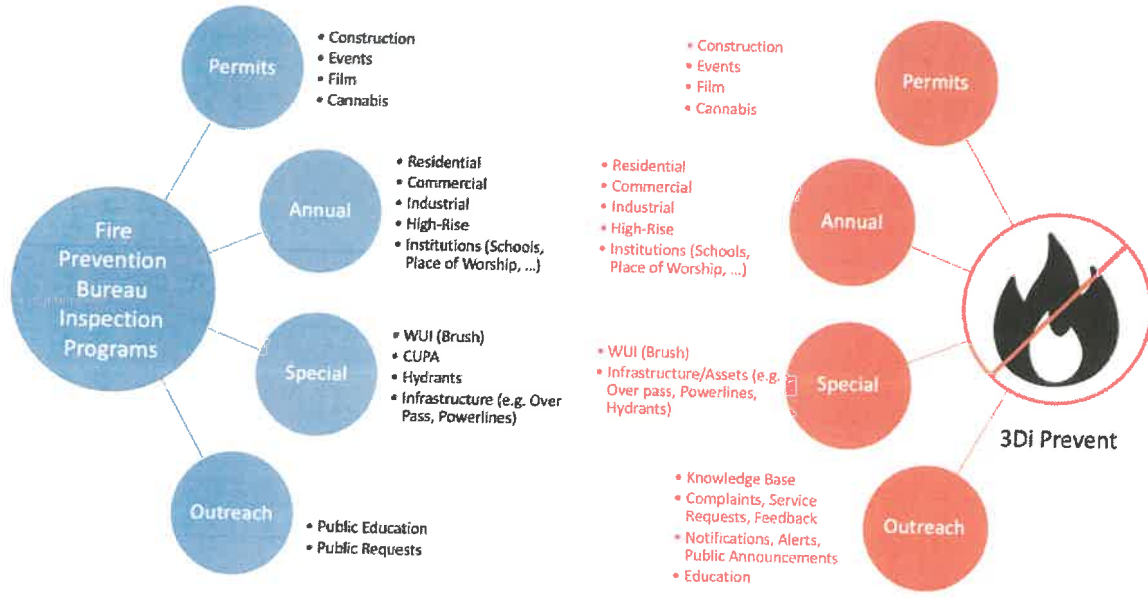 Permits
• Construction
• Events
• Film
• Cannabis
Annual
• Residential
• Commercial
• Industrial
• High-Rise
• Institutions (Schools,
Place of Worship, ...)
Fire
Prevention
Bureau
Inspection
Programs
Special
• WUI (Brush)
• CUPA
• Hydrants
• Infrastructure (e.g. Over
Pass, Powerlines)
Outreach
• Public Education
• Public Requests
• Construction
• Events
• Film
• Cannabis
Permits
• Residential
• Commercial
• Industrial
• High-Rise
• Institutions (Schools,
Place of Worship, ...)
Annual
• WUI (Brush)
• Infrastructure/Assets (e.g.
Over pass, Powerlines,
Hydrants)
Special
3Di Prevent
• Knowledge Base
• Complaints, Service
Requests, Feedback
• Notifications, Alerts,
Public Announcements
• Education
Outreach